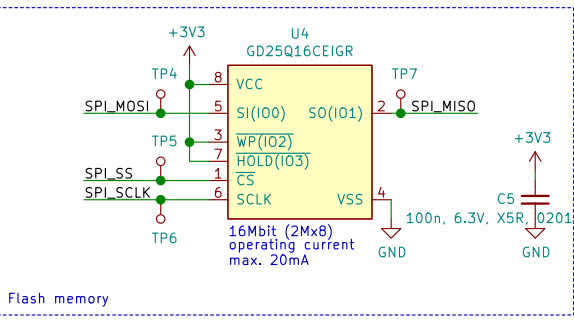 +3V3
U4
GD25Q16CEIGR
TP4
TP7
8
VCC
SPI_MOSI
5
SI(IO0)
SO(IO1)
2
SPI_MISO
TP5
3
WP(IO2)
+3V3
7
HOLD(IO3)
SPI_SS
1
CS
SPI_SCLK
6
SCLK
VSS
4
C5
100n, 6.3V, X5R, 0201
TP6
16Mbit (2Mx8)
operating current
max. 20mA
GND
GND
Flash memory